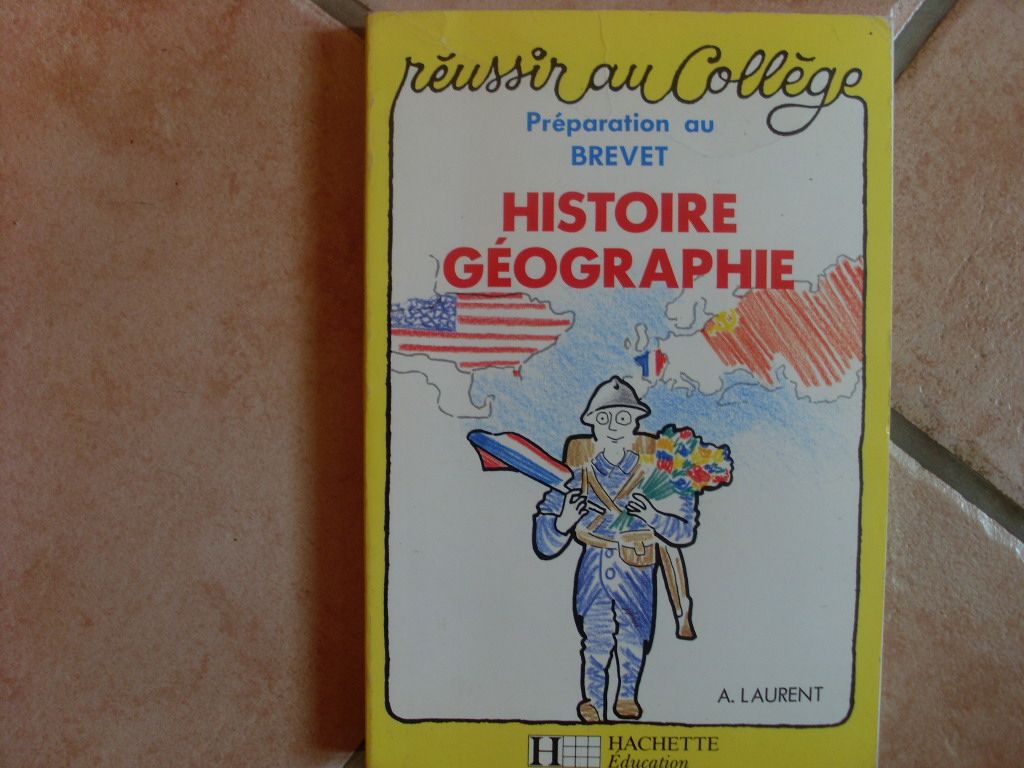 réussir au Collège
Préparation au
BREVET
HISTOIRE
GÉOGRAPHIE
A. LAURENT
H HACHETTE
Éducation